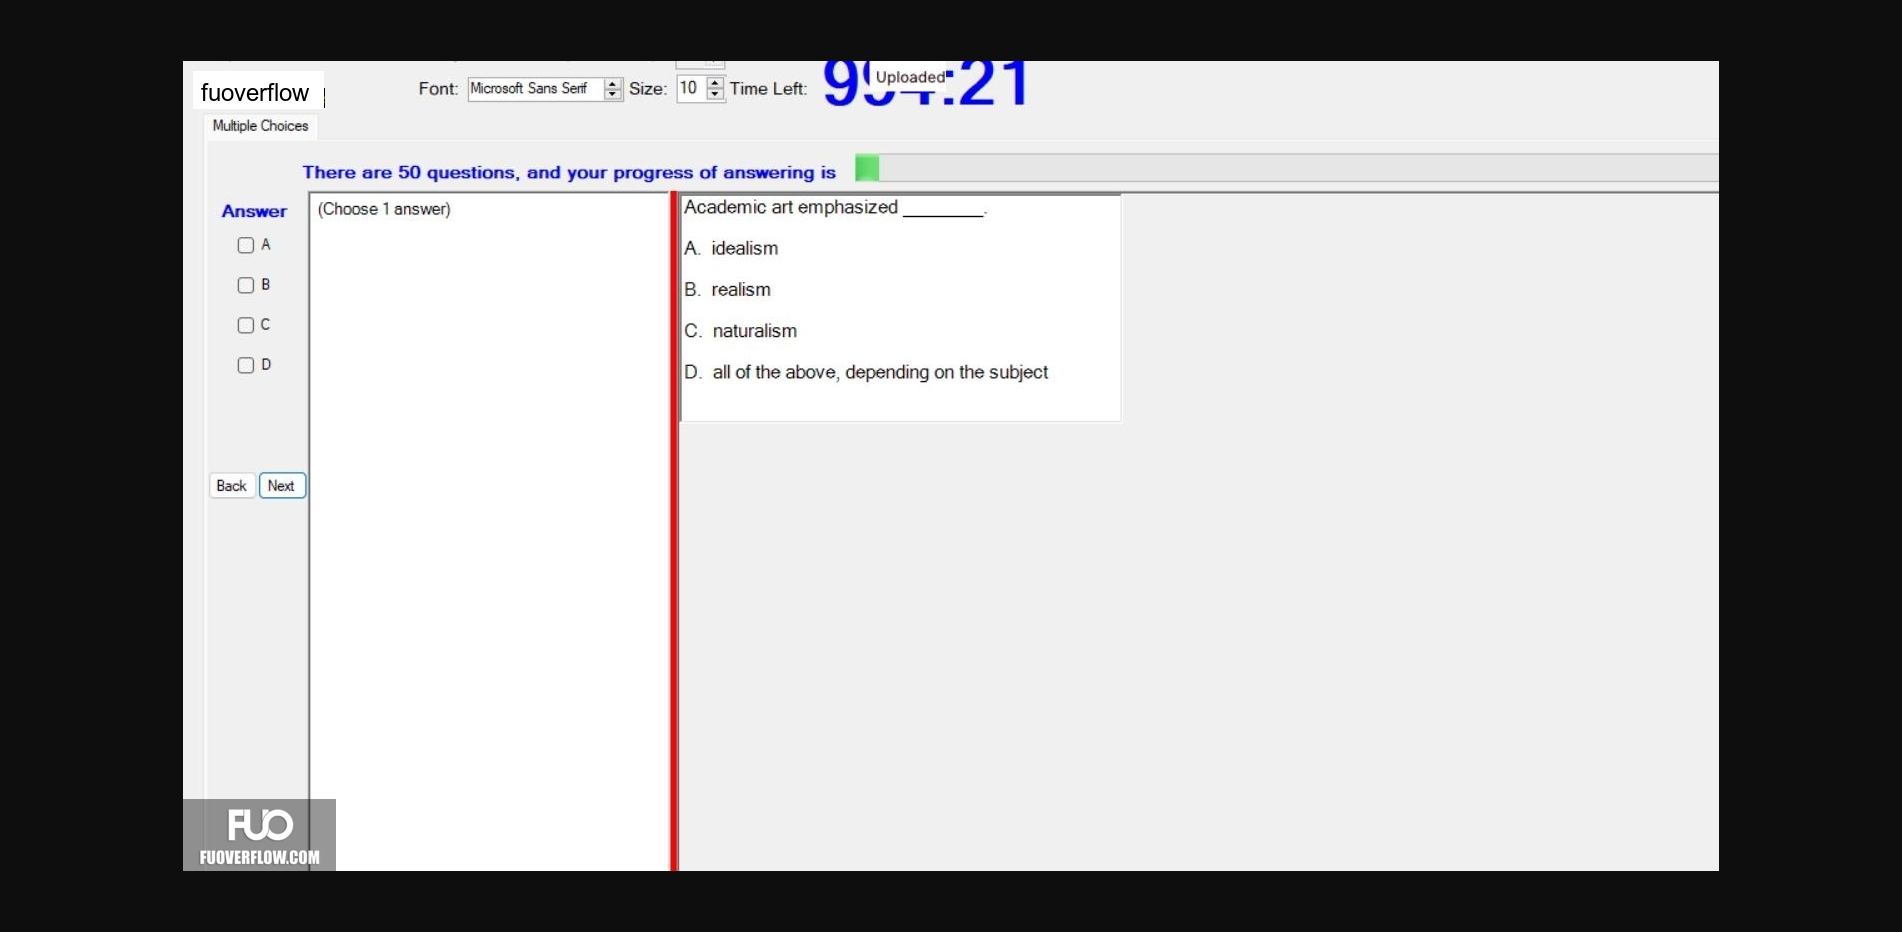 fuoverflow
Font: Microsoft Sans Serif Size: 10 Time Left: :21
Uploaded
Multiple Choices
There are 50 questions, and your progress of answering is
Answer
(Choose 1 answer)
A
B
C
D
Back Next
Academic art emphasized ________.
A. idealism
B. realism
C. naturalism
D. all of the above, depending on the subject
FUO
FUOVERFLOW.COM